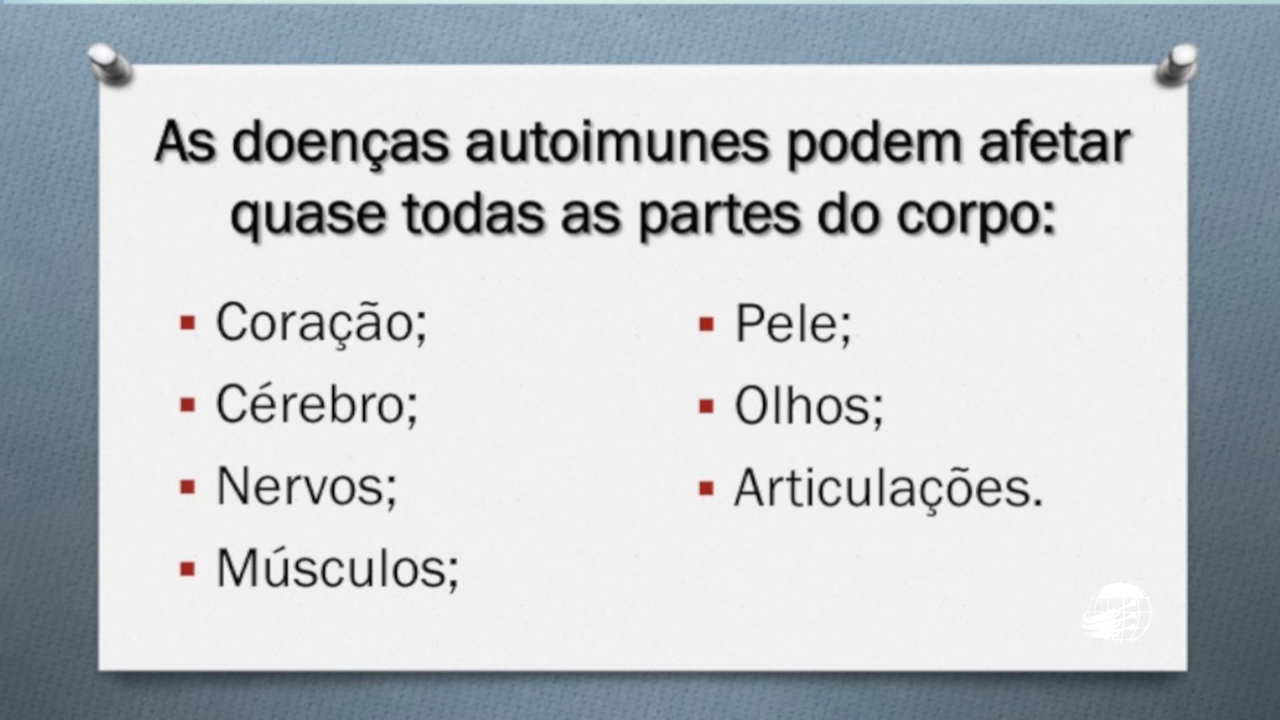 As doenças autoimunes podem afetar
quase todas as partes do corpo:
Coração;
Cérebro;
Nervos;
Músculos;
Pele;
Olhos;
Articulações.